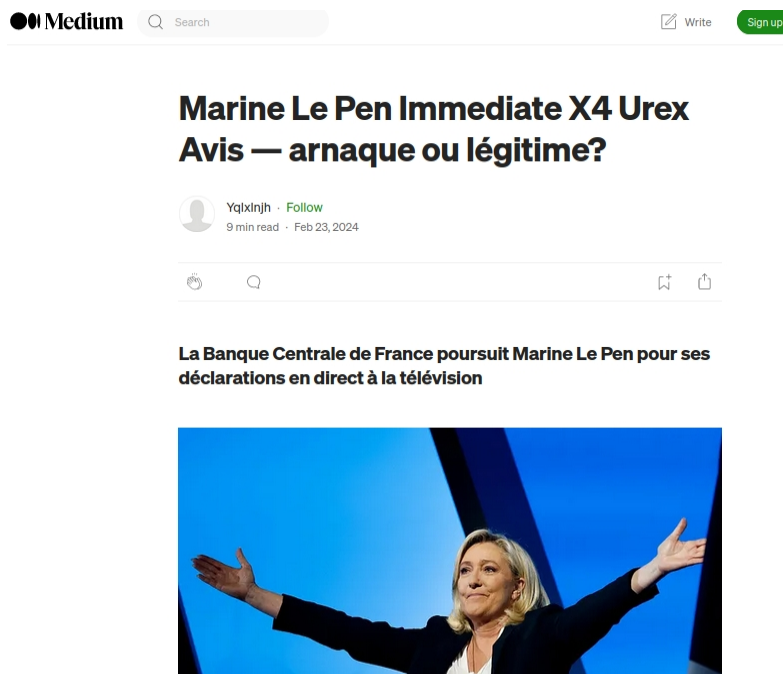 Medium
Search
Write
Sign up
Marine Le Pen Immediate X4 Urex
Avis — arnaque ou légitime?
Yqlxlnjh · Follow
9 min read · Feb 23, 2024
La Banque Centrale de France poursuit Marine Le Pen pour ses
déclarations en direct à la télévision